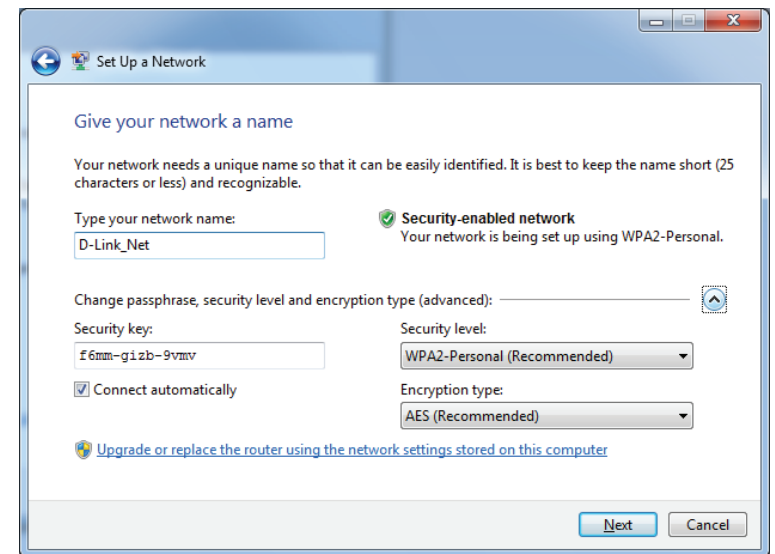 Set Up a Network
Give your network a name
Your network needs a unique name so that it can be easily identified. It is best to keep the name short (25
characters or less) and recognizable.
Type your network name:
D-Link_Net
Security-enabled network
Your network is being set up using WPA2-Personal.
Change passphrase, security level and encryption type (advanced):
Security key:
f6mm-gizb-9vmv
Security level:
WPA2-Personal (Recommended)
Connect automatically
Encryption type:
AES (Recommended)
Upgrade or replace the router using the network settings stored on this computer
Next
Cancel